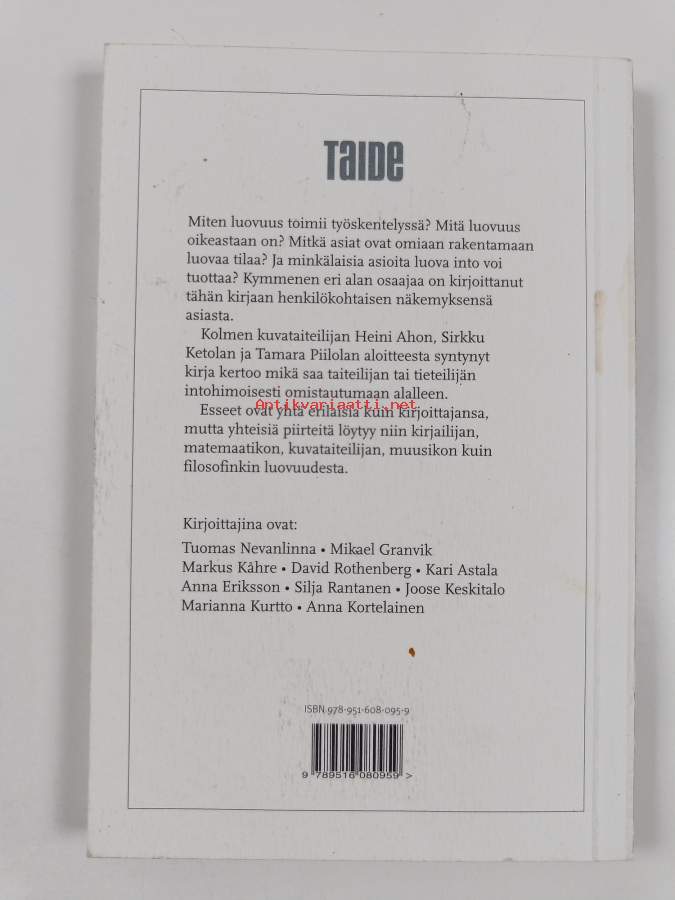 TAIDE
Miten luovuus toimii työskentelyssä? Mitä luovuus
oikeastaan on? Mitkä asiat ovat omiaan rakentamaan
luovaa tilaa? Ja minkälaisia asioita luova into voi
tuottaa? Kymmenen eri alan osaajaa on kirjoittanut
tähän kirjaan henkilökohtaisen näkemyksensä
asiasta.
Kolmen kuvataiteilijan Heini Ahon, Sirkku
Ketolan ja Tamara Piilolan aloitteesta syntynyt
kirja kertoo mikä saa taiteilijan tai tieteilijän
intohimoisesti omistautumaan alalleen.
Antikvariaatti.net
Esseet ovat yhtä erilaisia kuin kirjoittajansa,
mutta yhteisiä piirteitä löytyy niin kirjailijan,
matemaatikon, kuvataiteilijan, muusikon kuin
filosofinkin luovuudesta.
Kirjoittajina ovat:
Tuomas Nevanlinna • Mikael Granvik
Markus Kåhre • David Rothenberg • Kari Astala
Anna Eriksson • Silja Rantanen • Joose Keskitalo
Marianna Kurtto • Anna Kortelainen
ISBN 978-951-608-095-9
9 789516 080959 >